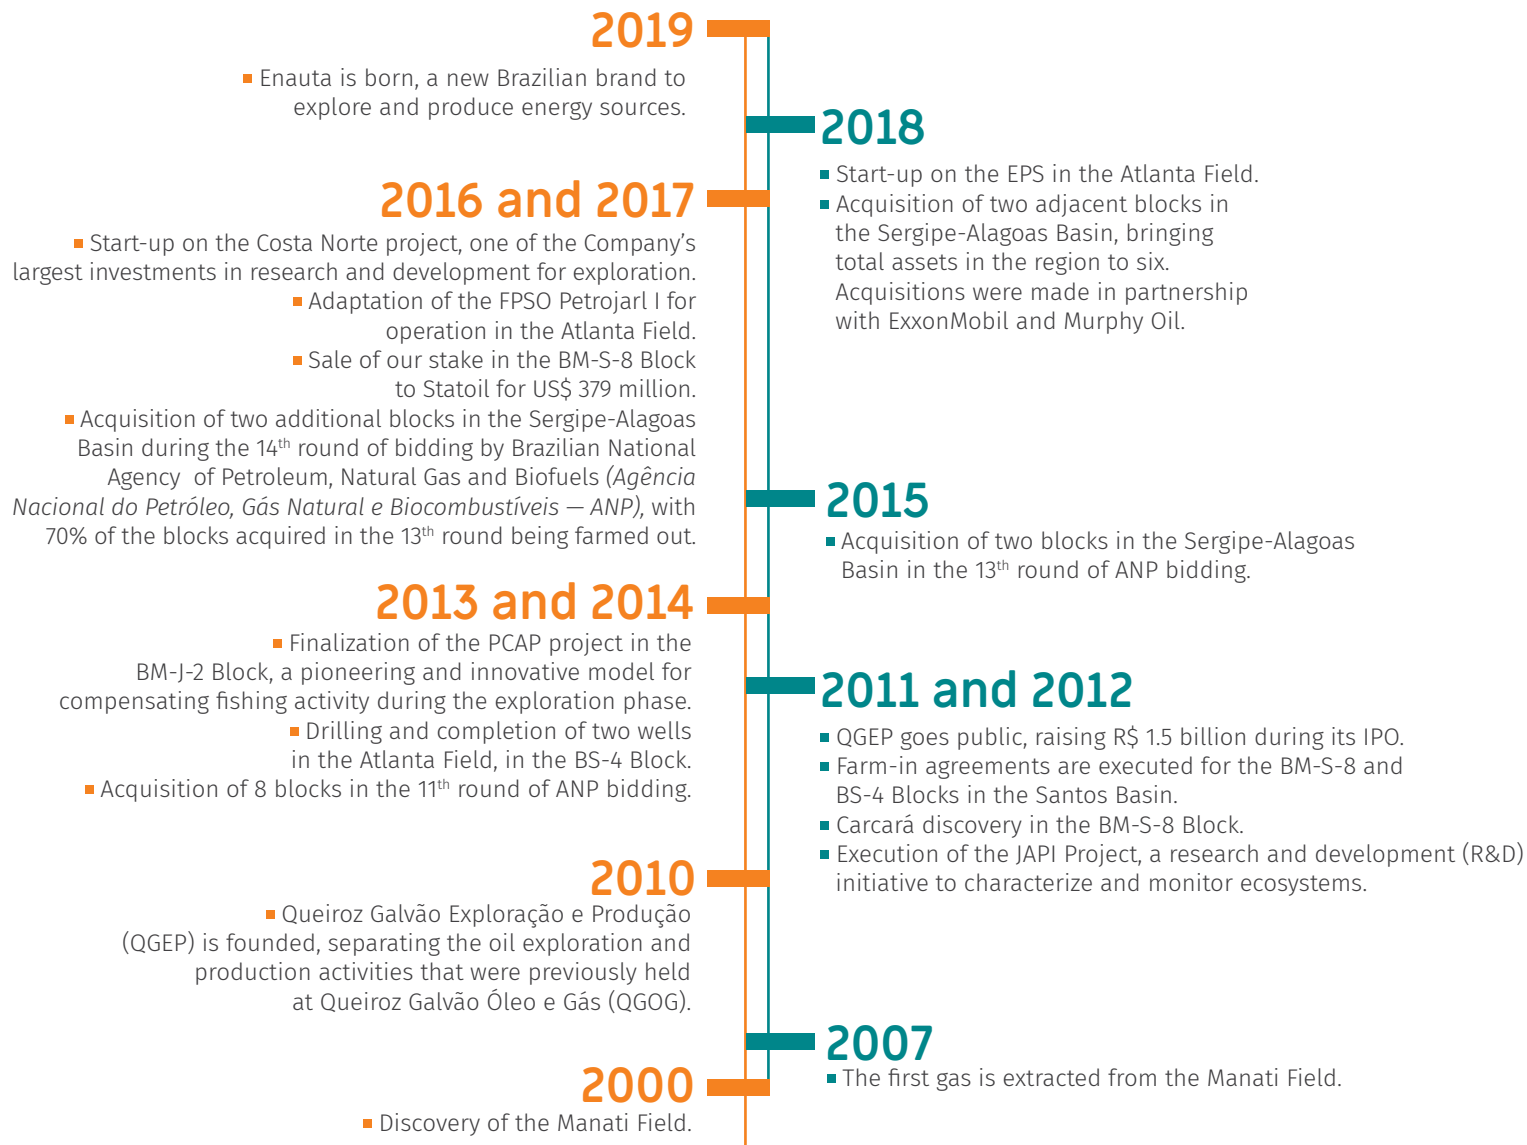 2019
Enauta is born, a new Brazilian brand to
explore and produce energy sources.
2018
Start-up on the EPS in the Atlanta Field.
Acquisition of two adjacent blocks in
the Sergipe-Alagoas Basin, bringing
total assets in the region to six.
Acquisitions were made in partnership
with ExxonMobil and Murphy Oil.
2016 and 2017
Start-up on the Costa Norte project, one of the Company’s
largest investments in research and development for exploration.
Adaptation of the FPSO Petrojarl I for
operation in the Atlanta Field.
Sale of our stake in the BM-S-8 Block
to Statoil for US$ 379 million.
Acquisition of two additional blocks in the Sergipe-Alagoas
Basin during the 14th round of bidding by Brazilian National
Agency of Petroleum, Natural Gas and Biofuels (Agência
Nacional do Petróleo, Gás Natural e Biocombustíveis — ANP), with
70% of the blocks acquired in the 13th round being farmed out.
2015
Acquisition of two blocks in the Sergipe-Alagoas
Basin in the 13th round of ANP bidding.
2013 and 2014
Finalization of the PCAP project in the
BM-J-2 Block, a pioneering and innovative model for
compensating fishing activity during the exploration phase.
Drilling and completion of two wells
in the Atlanta Field, in the BS-4 Block.
Acquisition of 8 blocks in the 11th round of ANP bidding.
2011 and 2012
QGEP goes public, raising R$ 1.5 billion during its IPO.
Farm-in agreements are executed for the BM-S-8 and
BS-4 Blocks in the Santos Basin.
Carcará discovery in the BM-S-8 Block.
Execution of the JAPI Project, a research and development (R&D)
initiative to characterize and monitor ecosystems.
2010
Queiroz Galvão Exploração e Produção
(QGEP) is founded, separating the oil exploration and
production activities that were previously held
at Queiroz Galvão Óleo e Gás (QGOG).
2007
The first gas is extracted from the Manati Field.
2000
Discovery of the Manati Field.